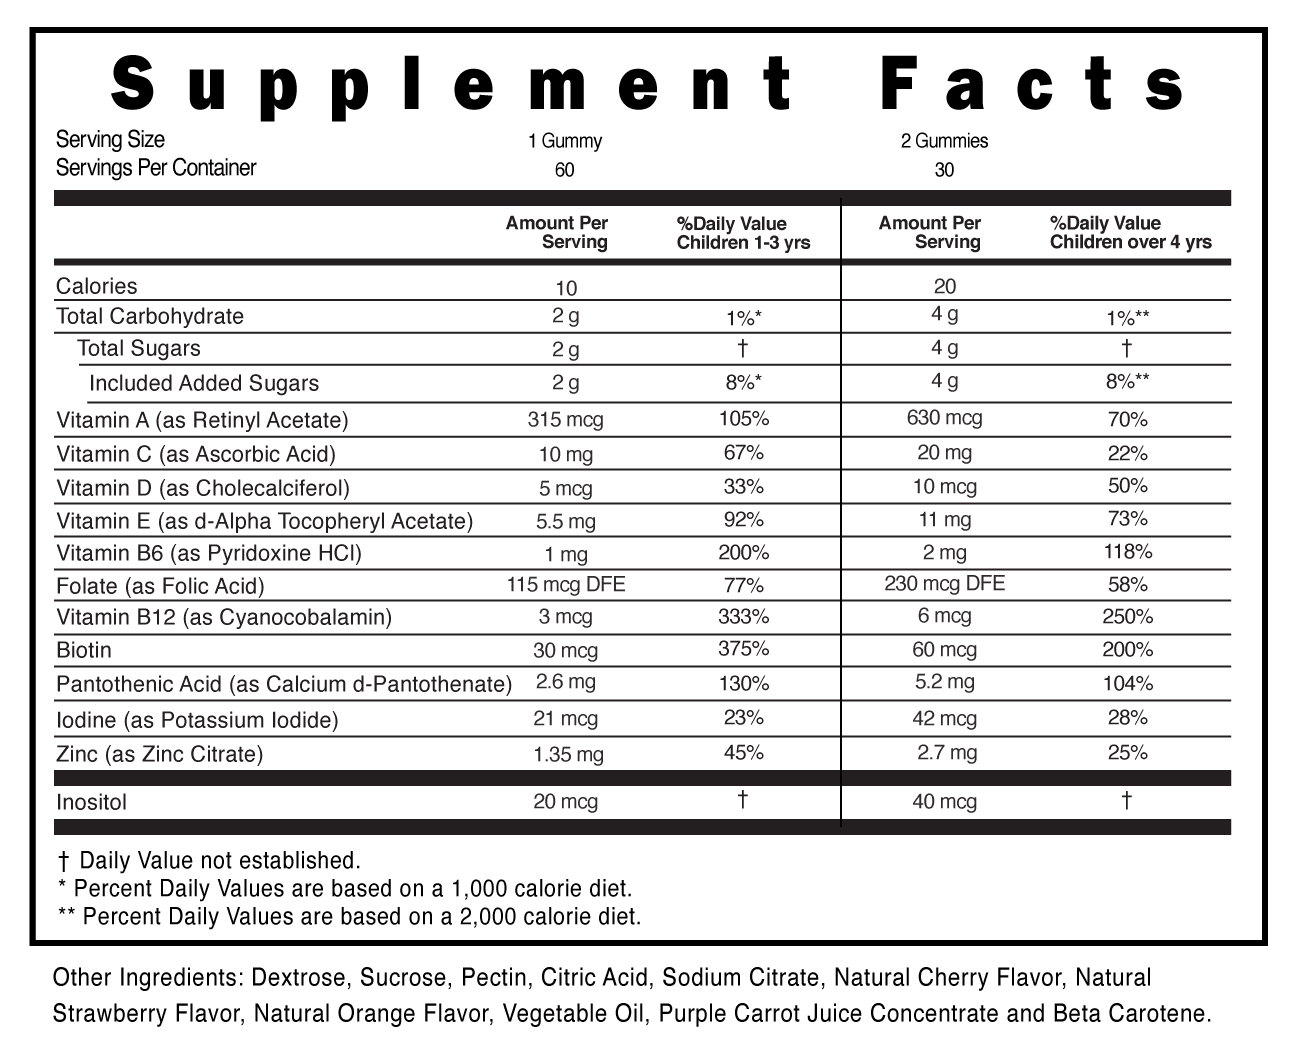 Supplement Facts
Serving Size 1 Gummy 2 Gummies
Servings Per Container 60 30
Amount Per Serving %Daily Value Children 1-3 yrs Amount Per Serving %Daily Value Children over 4 yrs
Calories 10 20
Total Carbohydrate 2 g 1%* 4 g 1%**
Total Sugars 2 g † 4 g †
Included Added Sugars 2 g 8%* 4 g 8%**
Vitamin A (as Retinyl Acetate) 315 mcg 105% 630 mcg 70%
Vitamin C (as Ascorbic Acid) 10 mg 67% 20 mg 22%
Vitamin D (as Cholecalciferol) 5 mcg 33% 10 mcg 50%
Vitamin E (as d-Alpha Tocopheryl Acetate) 5.5 mg 92% 11 mg 73%
Vitamin B6 (as Pyridoxine HCl) 1 mg 200% 2 mg 118%
Folate (as Folic Acid) 115 mcg DFE 77% 230 mcg DFE 58%
Vitamin B12 (as Cyanocobalamin) 3 mcg 333% 6 mcg 250%
Biotin 30 mcg 375% 60 mcg 200%
Pantothenic Acid (as Calcium d-Pantothenate) 2.6 mg 130% 5.2 mg 104%
Iodine (as Potassium Iodide) 21 mcg 23% 42 mcg 28%
Zinc (as Zinc Citrate) 1.35 mg 45% 2.7 mg 25%
Inositol 20 mcg † 40 mcg †
† Daily Value not established.
* Percent Daily Values are based on a 1,000 calorie diet.
** Percent Daily Values are based on a 2,000 calorie diet.
Other Ingredients: Dextrose, Sucrose, Pectin, Citric Acid, Sodium Citrate, Natural Cherry Flavor, Natural
Strawberry Flavor, Natural Orange Flavor, Vegetable Oil, Purple Carrot Juice Concentrate and Beta Carotene.